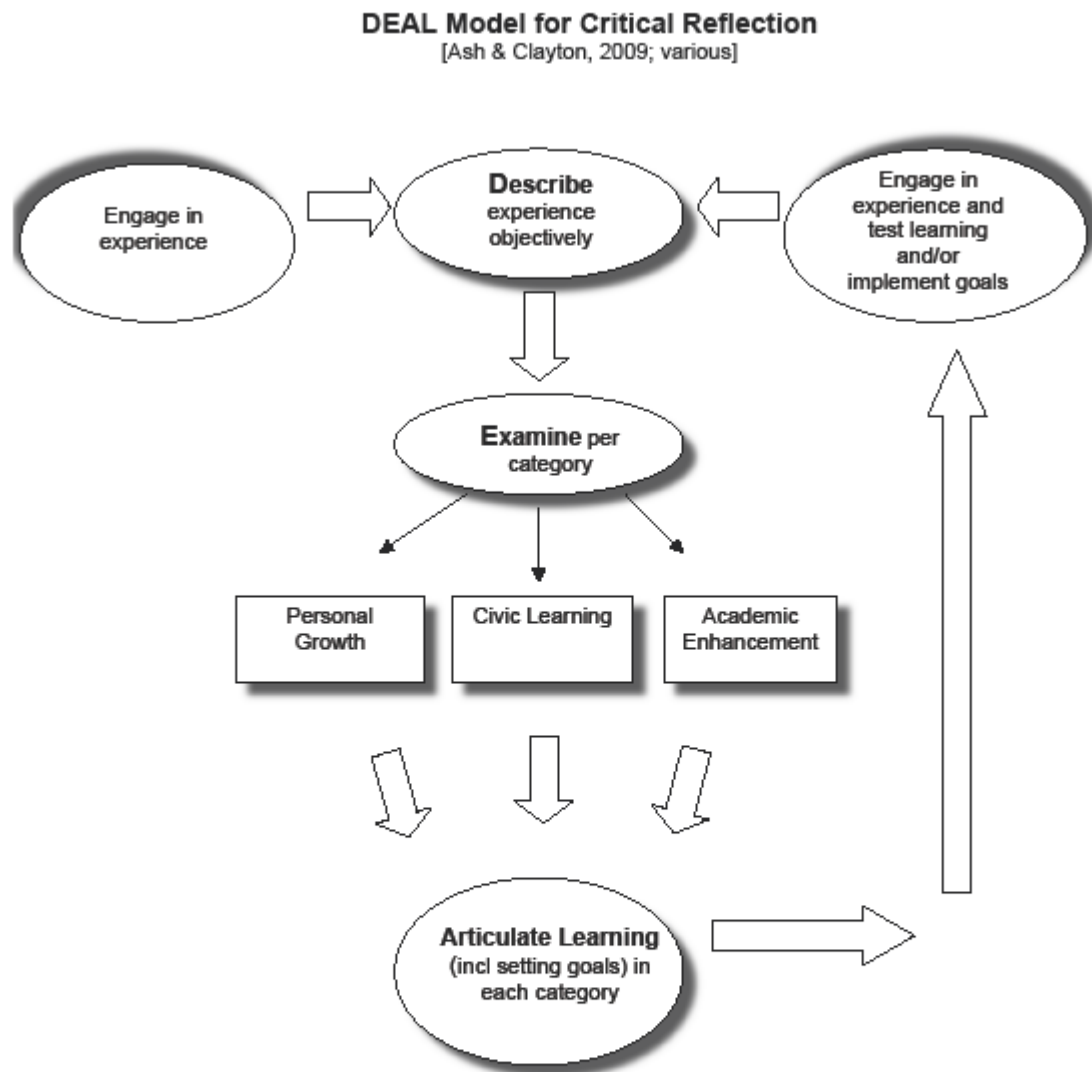 DEAL Model for Critical Reflection
[Ash & Clayton, 2009; various]
Engage in
experience
Describe
experience
objectively
Engage in
experience and
test learning
and/or
implement goals
Examine per
category
Personal
Growth
Civic Learning
Academic
Enhancement
Articulate Learning
(incl setting goals) in
each category